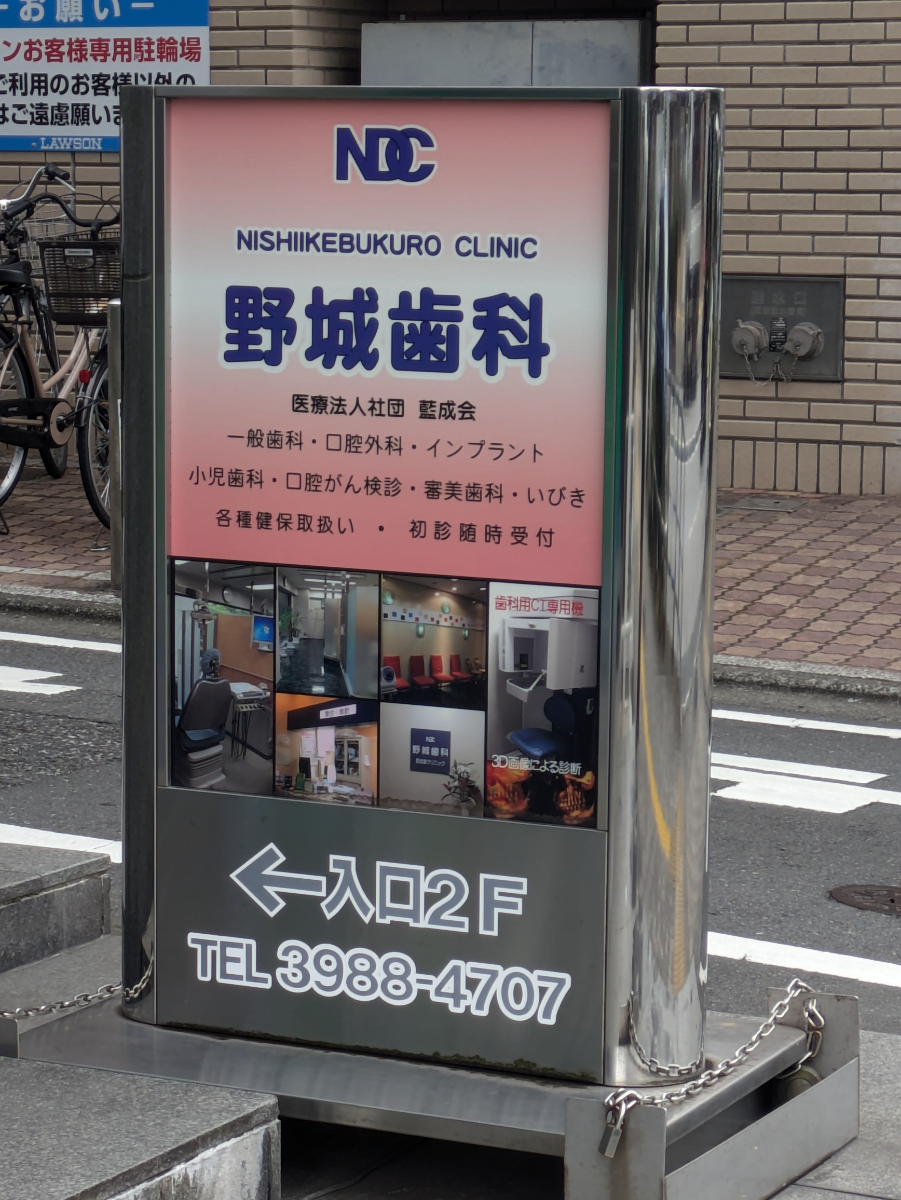 お願い
ンお客様専用駐輪場
ご利用のお客様以外の
はご遠慮願いま
LAWSON
NDC
NISHIIKEBUKURO CLINIC
野城歯科
医療法人社団 藍成会
一般歯科・口腔外科・インプラント
小児歯科・口腔がん検診・審美歯科・いびき
各種健保取扱い ・ 初診随時受付
歯科用CT専用機
NDC
野城歯科
3D画像による診断
←入口2F
TEL 3988-4707